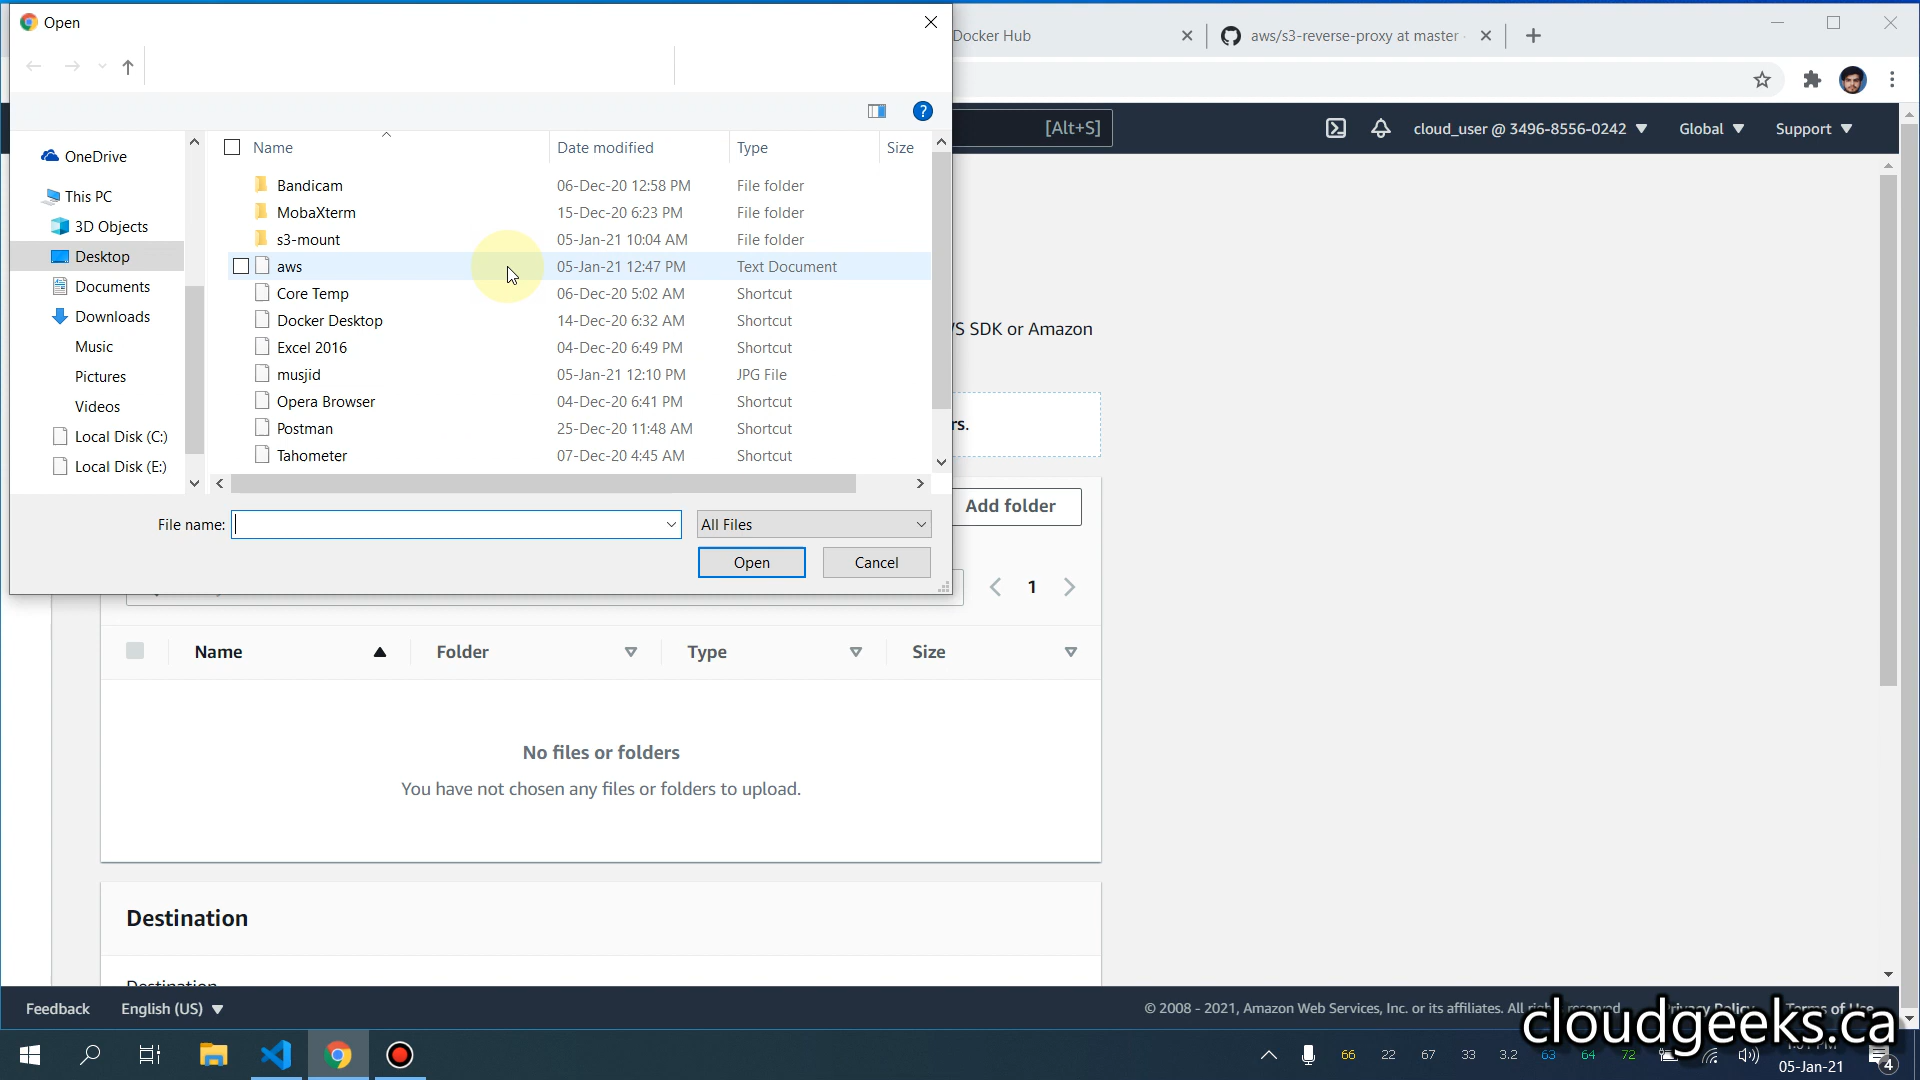 Open
Docker Hub
aws/s3-reverse-proxy at master
[Alt+S]
cloud_user @ 3496-8556-0242
Global
Support
OneDrive
This PC
3D Objects
Desktop
Documents
Downloads
Music
Pictures
Videos
Local Disk (C:)
Local Disk (E:)
Name Date modified Type Size
Bandicam 06-Dec-20 12:58 PM File folder
MobaXterm 15-Dec-20 6:23 PM File folder
s3-mount 05-Jan-21 10:04 AM File folder
aws 05-Jan-21 12:47 PM Text Document
Core Temp 06-Dec-20 5:02 AM Shortcut
Docker Desktop 14-Dec-20 6:32 AM Shortcut
Excel 2016 04-Dec-20 6:49 PM Shortcut
musjid 05-Jan-21 12:10 PM JPG File
Opera Browser 04-Dec-20 6:41 PM Shortcut
Postman 25-Dec-20 11:48 AM Shortcut
Tahometer 07-Dec-20 4:45 AM Shortcut
File name:
All Files
Open
Cancel
SDK or Amazon
rs.
Add folder
1
Name Folder Type Size
No files or folders
You have not chosen any files or folders to upload.
Destination
Destination
Feedback
English (US)
© 2008 - 2021, Amazon Web Services, Inc. or its affiliates. All rights reserved.
Privacy Policy
Terms of Use
cloudgeeks.ca
66 22 67 33 3.2 63 64 72
05-Jan-21
4